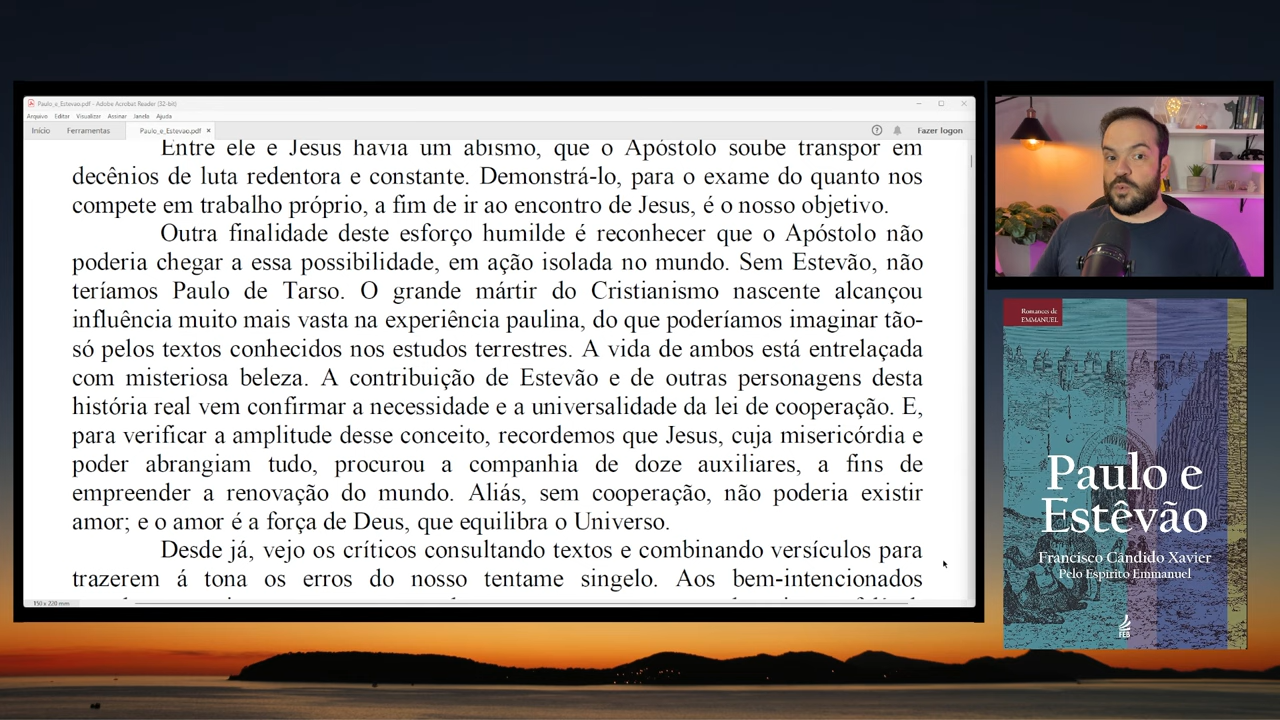 Paulo_e_Estevao.pdf - Adobe Acrobat Reader (32-bit)
Arquivo Editar Visualizar Assinar Janela Ajuda
Início Ferramentas Paulo_e_Estevao.pdf × Fazer logon
Entre ele e Jesus havia um abismo, que o Apóstolo soube transpor em
decênios de luta redentora e constante. Demonstrá-lo, para o exame do quanto nos
compete em trabalho próprio, a fim de ir ao encontro de Jesus, é o nosso objetivo.
Outra finalidade deste esforço humilde é reconhecer que o Apóstolo não
poderia chegar a essa possibilidade, em ação isolada no mundo. Sem Estevão, não
teríamos Paulo de Tarso. O grande mártir do Cristianismo nascente alcançou
influência muito mais vasta na experiência paulina, do que poderíamos imaginar tão-
só pelos textos conhecidos nos estudos terrestres. A vida de ambos está entrelaçada
com misteriosa beleza. A contribuição de Estevão e de outras personagens desta
história real vem confirmar a necessidade e a universalidade da lei de cooperação. E,
para verificar a amplitude desse conceito, recordemos que Jesus, cuja misericórdia e
poder abrangiam tudo, procurou a companhia de doze auxiliares, a fins de
empreender a renovação do mundo. Aliás, sem cooperação, não poderia existir
amor; e o amor é a força de Deus, que equilibra o Universo.
Desde já, vejo os críticos consultando textos e combinando versículos para
trazerem á tona os erros do nosso tentame singelo. Aos bem-intencionados
150 x 220 mm
Romances de
EMMANUEL
Paulo e
Estêvão
Francisco Cândido Xavier
Pelo Espírito Emmanuel
FEB